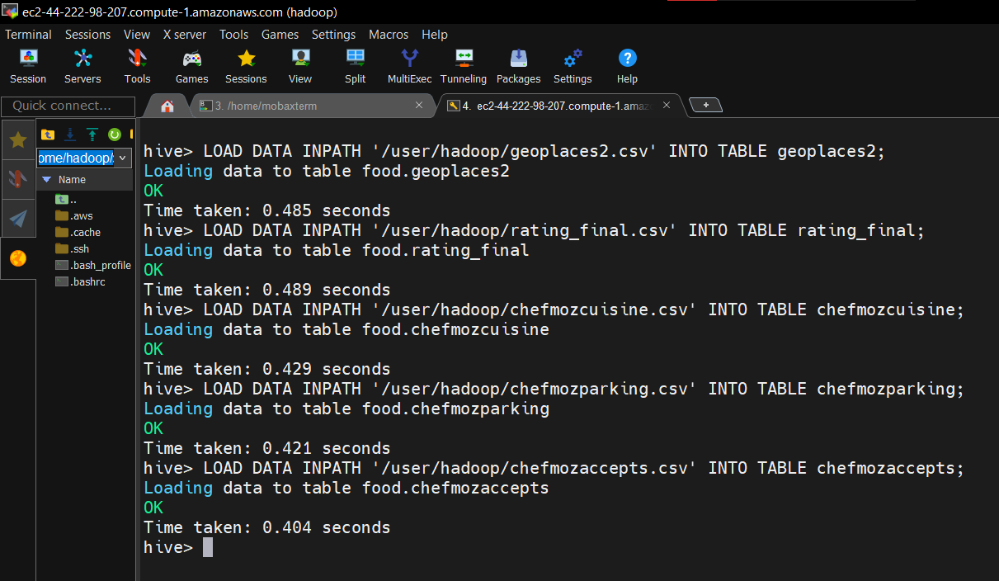 ec2-44-222-98-207.compute-1.amazonaws.com (hadoop)
Terminal Sessions View X server Tools Games Settings Macros Help
Session Servers Tools Games Sessions View Split MultiExec Tunneling Packages Settings Help
Quick connect...
3. /home/mobaxterm
4. ec2-44-222-98-207.compute-1.amaz
ome/hadoop/
Name
..
.aws
.cache
.ssh
.bash_profile
.bashrc
hive> LOAD DATA INPATH '/user/hadoop/geoplaces2.csv' INTO TABLE geoplaces2;
Loading data to table food.geoplaces2
OK
Time taken: 0.485 seconds
hive> LOAD DATA INPATH '/user/hadoop/rating_final.csv' INTO TABLE rating_final;
Loading data to table food.rating_final
OK
Time taken: 0.489 seconds
hive> LOAD DATA INPATH '/user/hadoop/chefmozcuisine.csv' INTO TABLE chefmozcuisine;
Loading data to table food.chefmozcuisine
OK
Time taken: 0.429 seconds
hive> LOAD DATA INPATH '/user/hadoop/chefmozparking.csv' INTO TABLE chefmozparking;
Loading data to table food.chefmozparking
OK
Time taken: 0.421 seconds
hive> LOAD DATA INPATH '/user/hadoop/chefmozaccepts.csv' INTO TABLE chefmozaccepts;
Loading data to table food.chefmozaccepts
OK
Time taken: 0.404 seconds
hive>